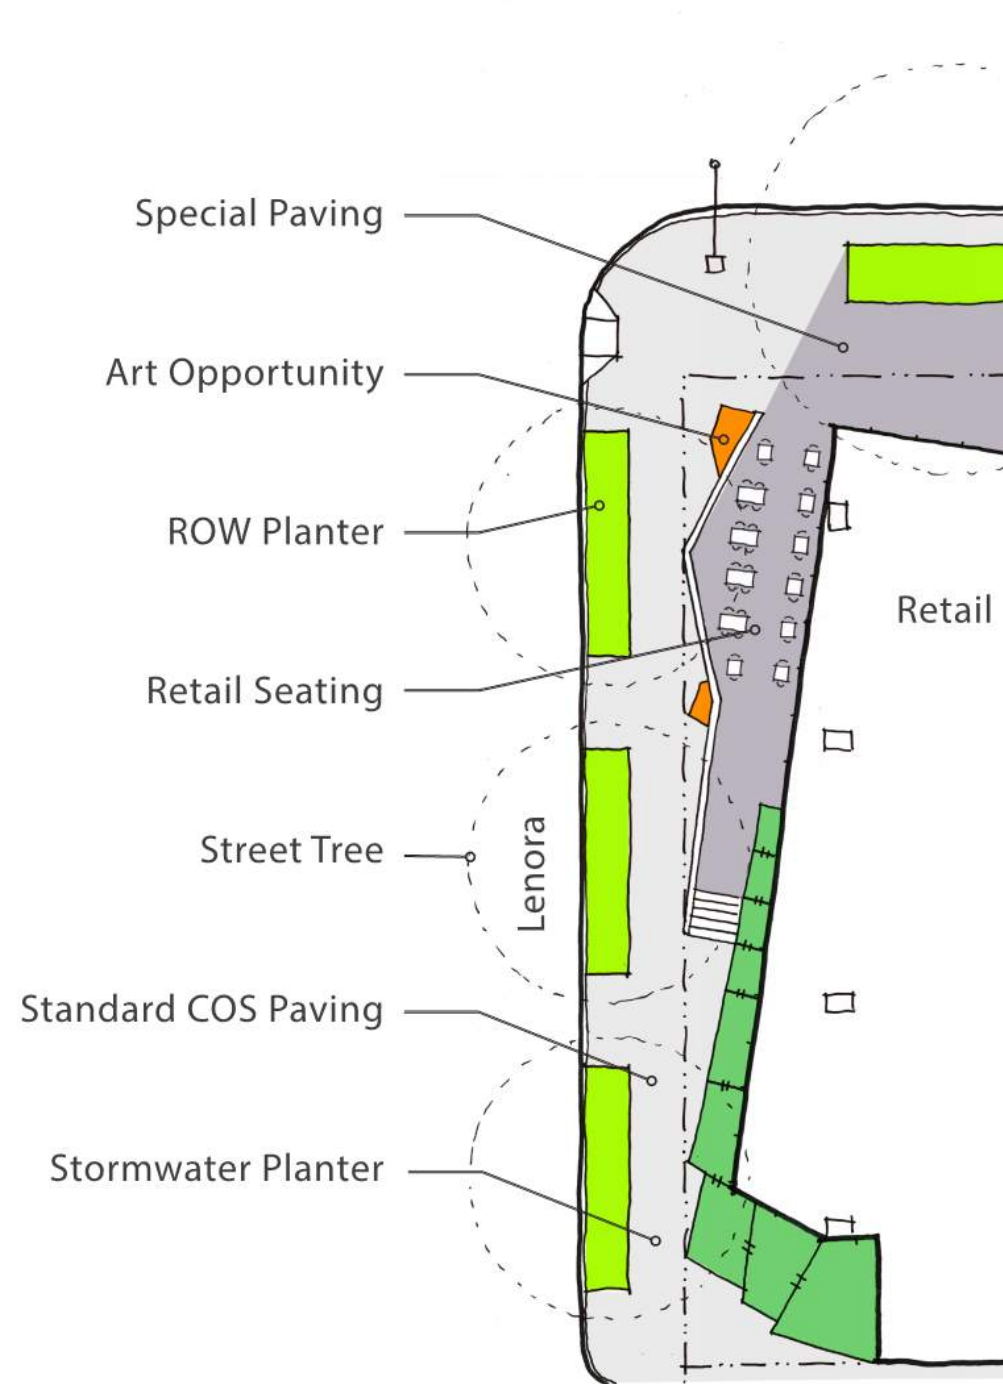 Special Paving
Art Opportunity
ROW Planter
Retail
Retail Seating
Street Tree
Lenora
Standard COS Paving
Stormwater Planter